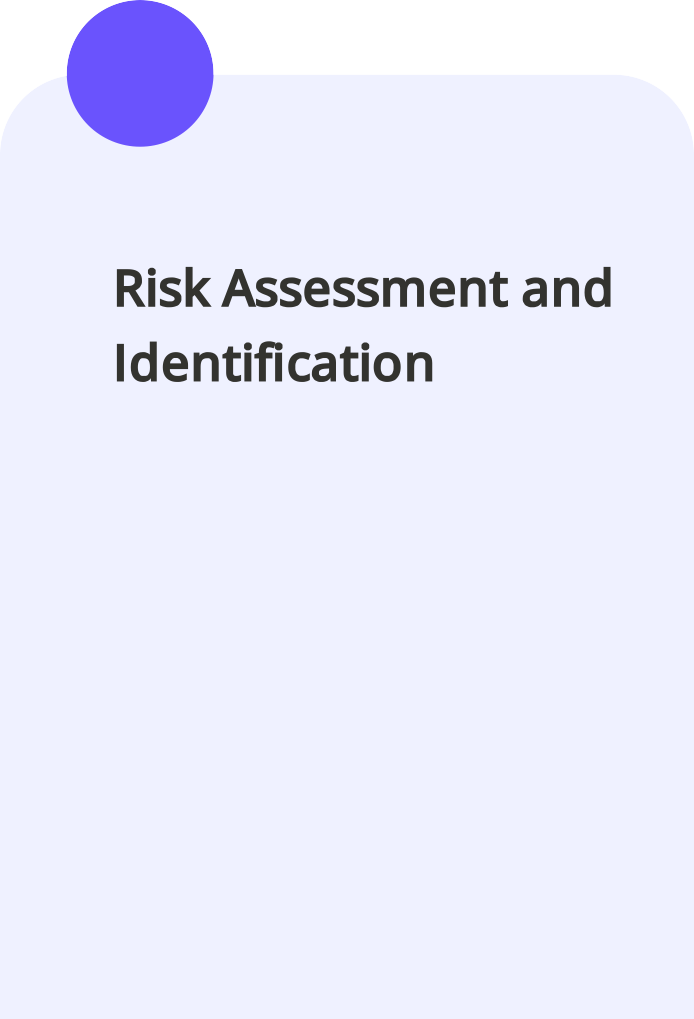 Risk Assessment and
Identification